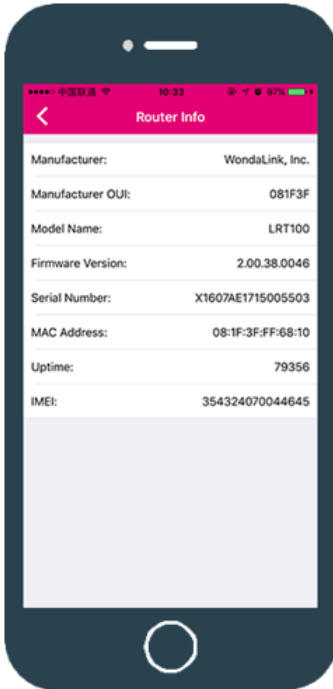 中国联通 10:33 97%
Router Info
Manufacturer: WondaLink, Inc.
Manufacturer OUI: 081F3F
Model Name: LRT100
Firmware Version: 2.00.38.0046
Serial Number: X1607AE1715005503
MAC Address: 08:1F:3F:FF:68:10
Uptime: 79356
IMEI: 354324070044645